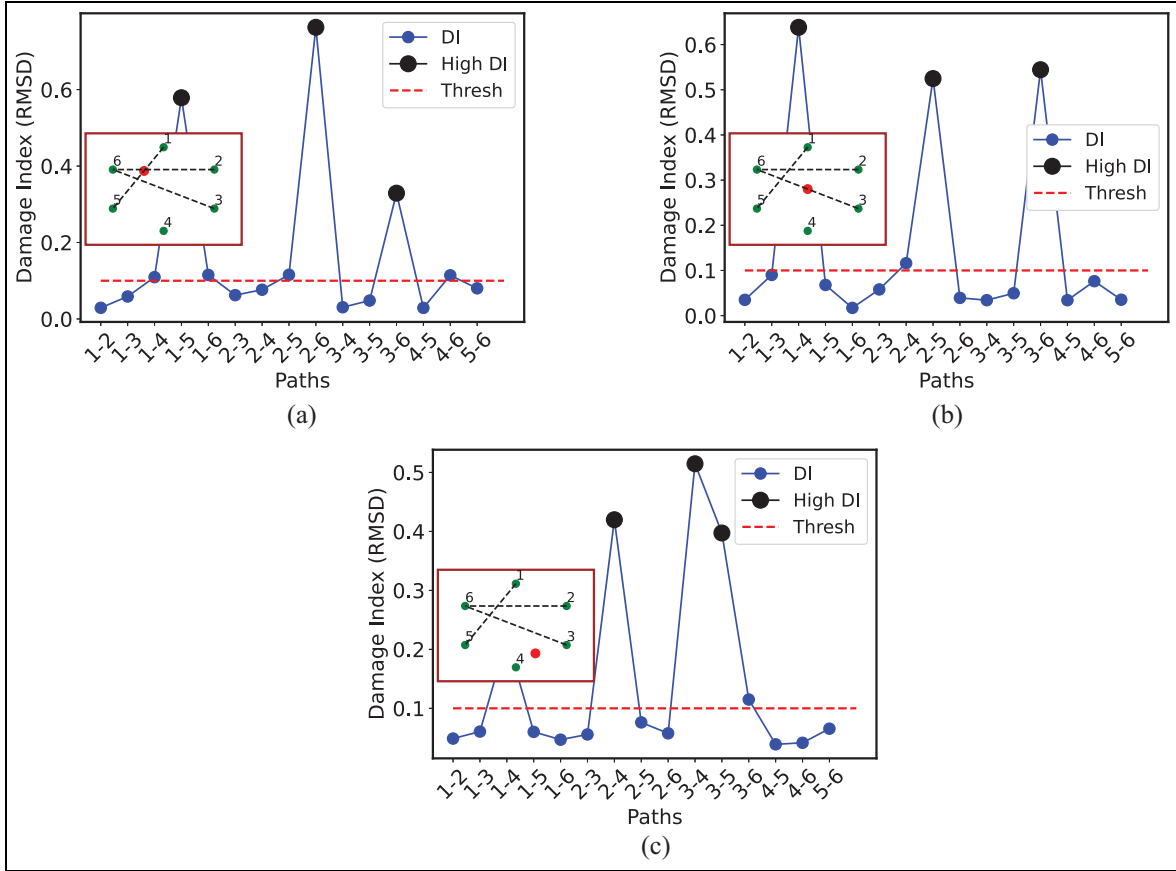 Damage Index (RMSD)
0.6
0.4
0.2
0.0
DI
High DI
Thresh
1
6 2
5 3
4
1-2 1-3 1-4 1-5 1-6 2-3 2-4 2-5 2-6 3-4 3-5 3-6 4-5 4-6 5-6
Paths
(a)
Damage Index (RMSD)
0.6
0.5
0.4
0.3
0.2
0.1
0.0
DI
High DI
Thresh
1
6 2
5 3
4
1-2 1-3 1-4 1-5 1-6 2-3 2-4 2-5 2-6 3-4 3-5 3-6 4-5 4-6 5-6
Paths
(b)
Damage Index (RMSD)
0.5
0.4
0.3
0.2
0.1
DI
High DI
Thresh
1
6 2
5 3
4
1-2 1-3 1-4 1-5 1-6 2-3 2-4 2-5 2-6 3-4 3-5 3-6 4-5 4-6 5-6
Paths
(c)